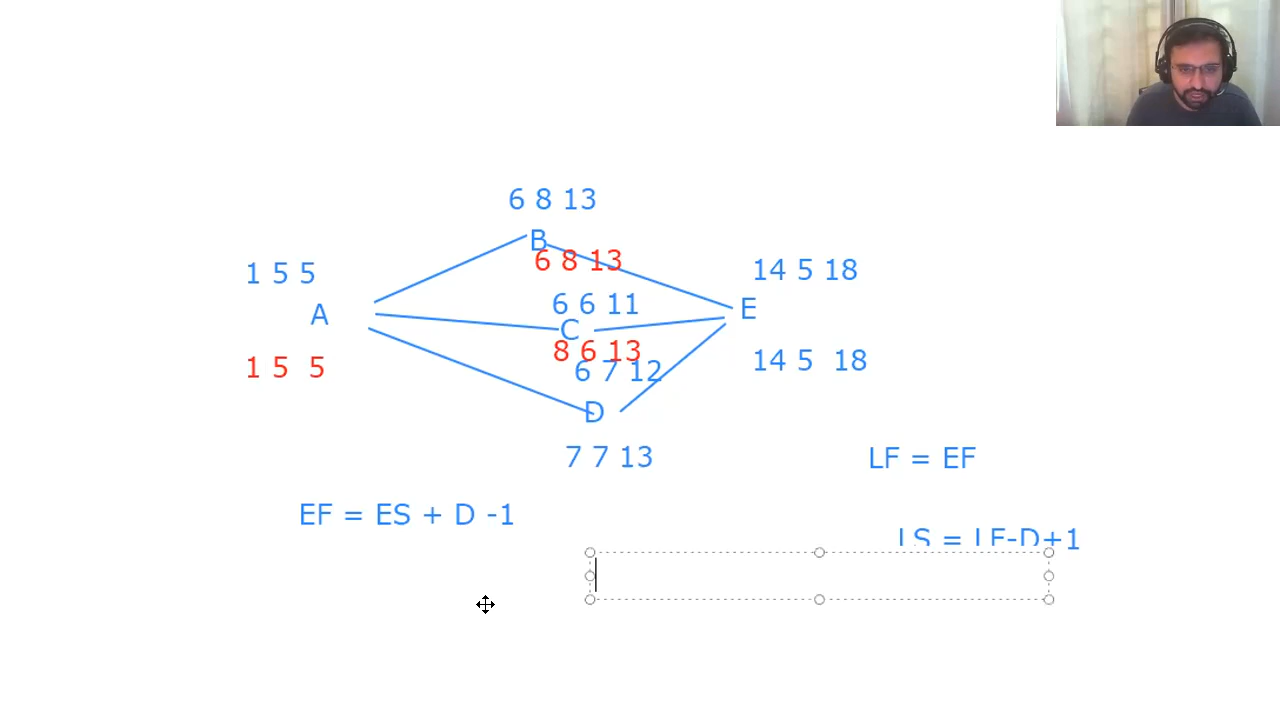 6 8 13
B
6 8 13
1 5 5
14 5 18
A
6 6 11
E
C
8 6 13
1 5  5
6 7 12
14 5  18
D
7 7 13
LF = EF
EF = ES + D -1
LS = LF-D+1